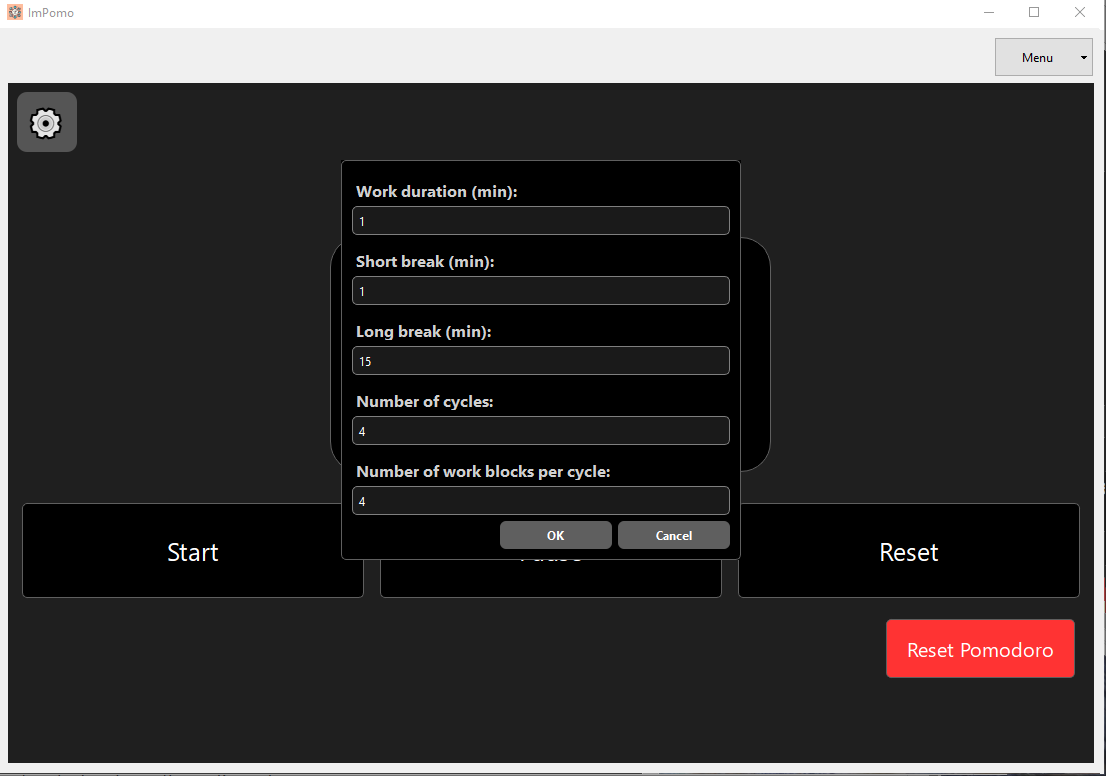 ImPomo
Menu
Work duration (min):
1
Short break (min):
1
Long break (min):
15
Number of cycles:
4
Number of work blocks per cycle:
4
OK
Cancel
Start
Reset
Reset Pomodoro